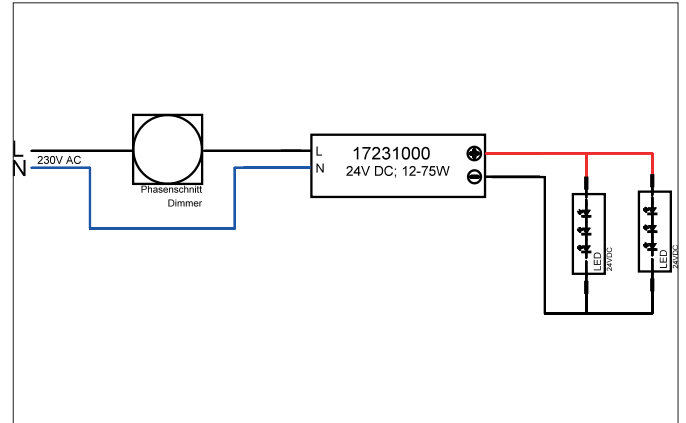 L
N
230V AC
Phasenschnitt
Dimmer
L
N
17231000
24V DC; 12-75W
LED
24VDC
LED
24VDC